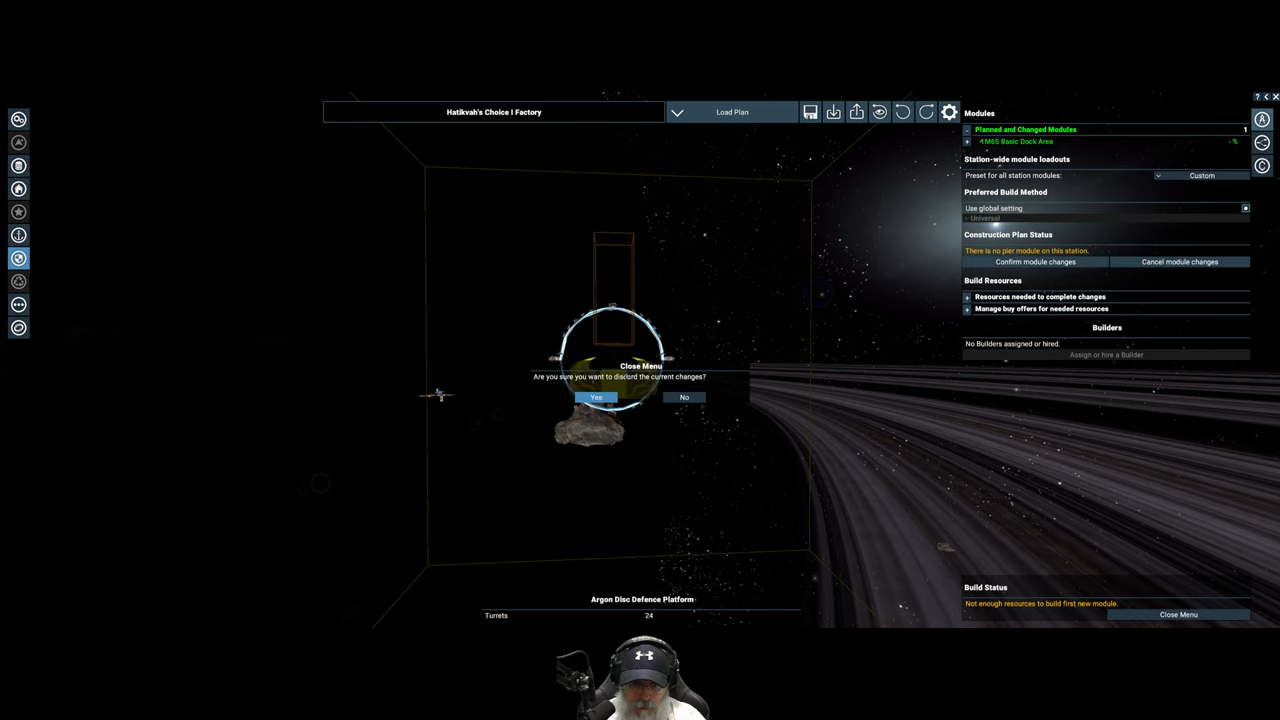 Hatikvah's Choice I Factory
Load Plan
? < X
Modules
Planned and Changed Modules 1
1M6S Basic Dock Area - %
Station-wide module loadouts
Preset for all station modules: Custom
Preferred Build Method
Use global setting
Universal
Construction Plan Status
There is no pier module on this station.
Confirm module changes Cancel module changes
Build Resources
+ Resources needed to complete changes
+ Manage buy offers for needed resources
Builders
No Builders assigned or hired.
Assign or hire a Builder
Close Menu
Are you sure you want to discard the current changes?
Yes No
Argon Disc Defence Platform
Turrets 24
Build Status
Not enough resources to build first new module.
Close Menu